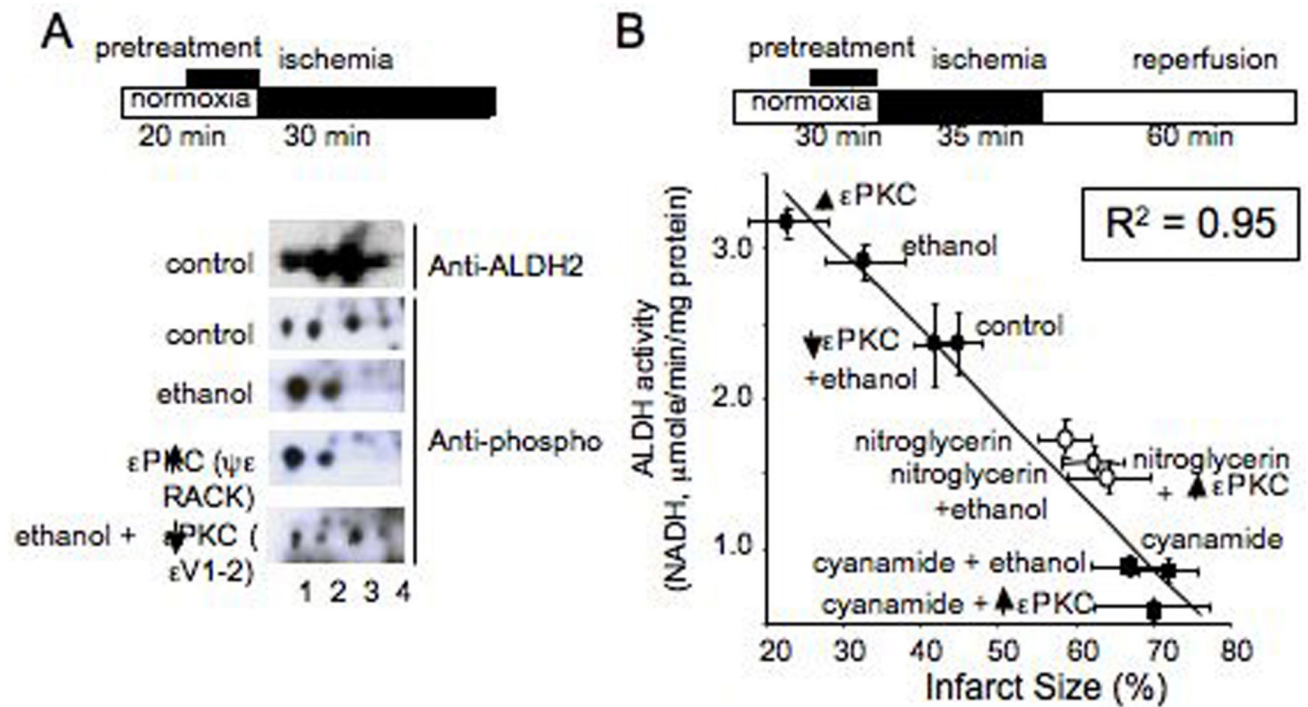 A
pretreatment
ischemia
normoxia
20 min 30 min
control
Anti-ALDH2
control
ethanol
Anti-phospho
εPKC (ψε
RACK)
ethanol + εPKC (
εV1-2)
1 2 3 4
B
pretreatment
ischemia
reperfusion
normoxia
30 min 35 min 60 min
R² = 0.95
ALDH activity
(NADH, μmole/min/mg protein)
3.0
2.0
1.0
εPKC
ethanol
control
εPKC
+ethanol
nitroglycerin
nitroglycerin
+ethanol
nitroglycerin
+ εPKC
cyanamide
cyanamide + ethanol
cyanamide + εPKC
20 30 40 50 60 70 80
Infarct Size (%)